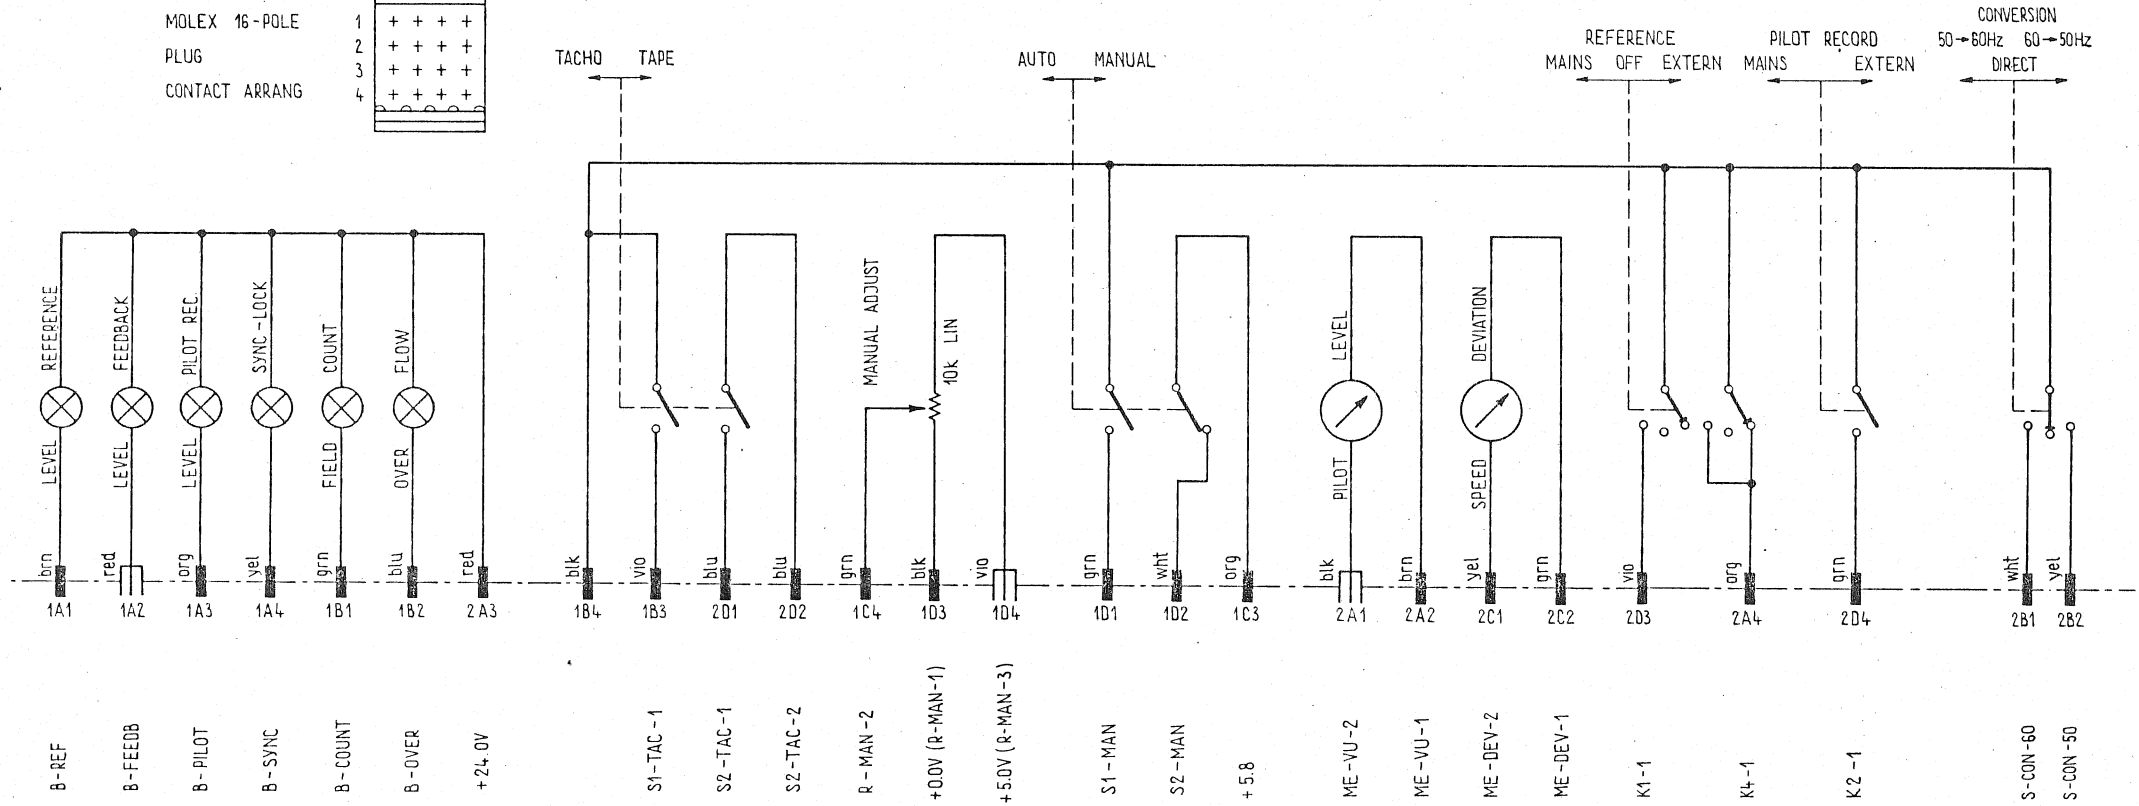 MOLEX 16-POLE
PLUG
CONTACT ARRANG
1
2
3
4
TACHO TAPE
AUTO MANUAL
REFERENCE
MAINS OFF EXTERN
PILOT RECORD
MAINS EXTERN
CONVERSION
50→60Hz 60→50Hz
DIRECT
LEVEL REFERENCE
LEVEL FEEDBACK
LEVEL PILOT REC.
SYNC-LOCK
FIELD COUNT
OVER FLOW
MANUAL ADJUST
10k LIN
PILOT LEVEL
SPEED DEVIATION
brn red org yel grn blu red blk vio blu blu grn blk vio grn wht org blk brn yel grn vio org grn wht yel
1A1 1A2 1A3 1A4 1B1 1B2 2A3 1B4 1B3 2D1 2D2 1C4 1D3 1D4 1D1 1D2 1C3 2A1 2A2 2C1 2C2 2D3 2A4 2D4 2B1 2B2
B-REF
B-FEEDB
B-PILOT
B-SYNC
B-COUNT
B-OVER
+24.0V
S1-TAC-1
S2-TAC-1
S2-TAC-2
R-MAN-2
+0.0V (R-MAN-1)
+5.0V (R-MAN-3)
S1-MAN
S2-MAN
+5.8
ME-VU-2
ME-VU-1
ME-DEV-2
ME-DEV-1
K1-1
K4-1
K2-1
S-CON-60
S-CON-50